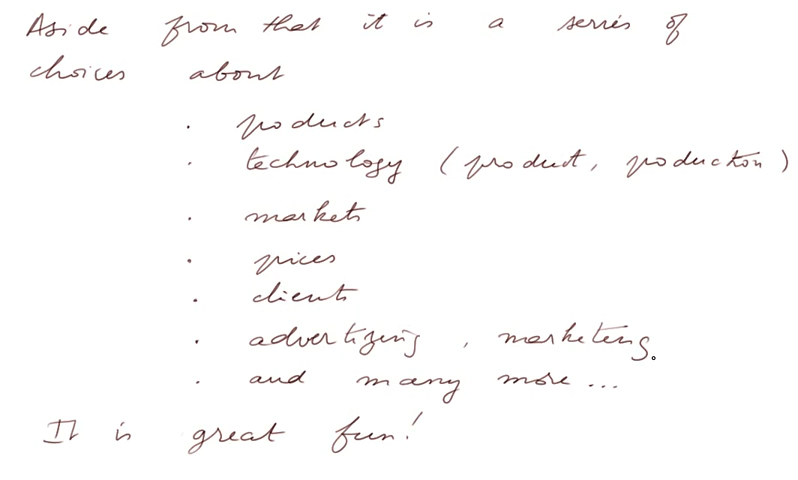 Aside from that it is a series of
choices about
. products
. technology (product, production)
. markets
. prices
. clients
. advertizing, marketing.
. and many more ...
It is great fun!